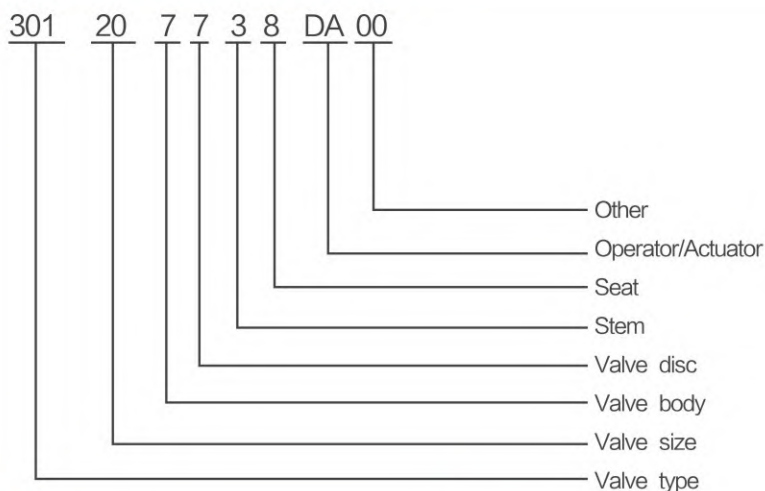 301 20 7 7 3 8 DA 00
Other
Operator/Actuator
Seat
Stem
Valve disc
Valve body
Valve size
Valve type